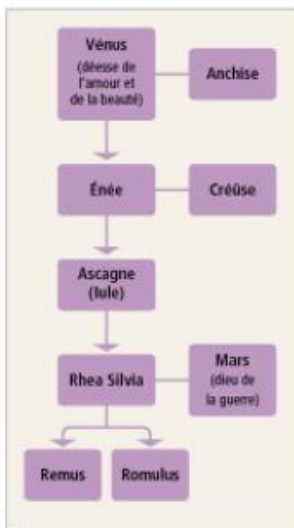 Vénus
(déesse de
l'amour et
de la beauté)
Anchise
Énée
Créüse
Ascagne
(Iule)
Rhea Silvia
Mars
(dieu de
la guerre)
Remus
Romulus